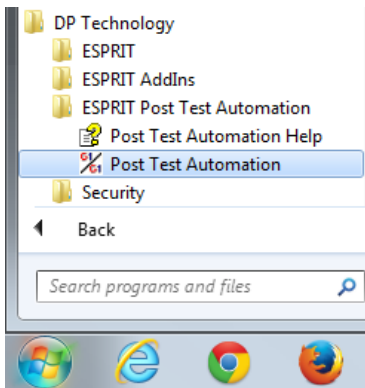 DP Technology
ESPRIT
ESPRIT AddIns
ESPRIT Post Test Automation
Post Test Automation Help
Post Test Automation
Security
Back
Search programs and files